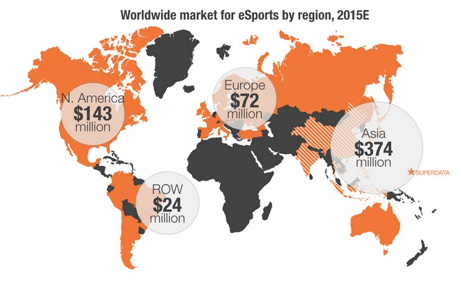 Worldwide market for eSports by region, 2015E
N. America
$143
million
Europe
$72
million
Asia
$374
million
SUPERDATA
ROW
$24
million